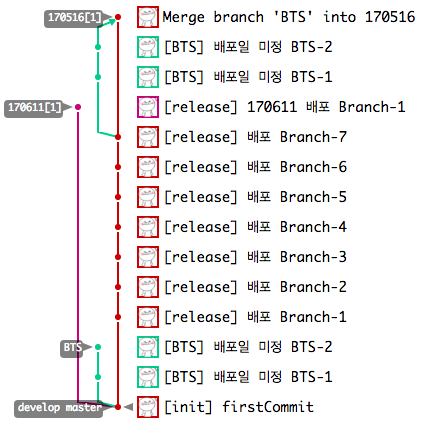 170516[1] Merge branch 'BTS' into 170516
[BTS] 배포일 미정 BTS-2
[BTS] 배포일 미정 BTS-1
170611[1] [release] 170611 배포 Branch-1
[release] 배포 Branch-7
[release] 배포 Branch-6
[release] 배포 Branch-5
[release] 배포 Branch-4
[release] 배포 Branch-3
[release] 배포 Branch-2
[release] 배포 Branch-1
BTS [BTS] 배포일 미정 BTS-2
[BTS] 배포일 미정 BTS-1
develop master [init] firstCommit